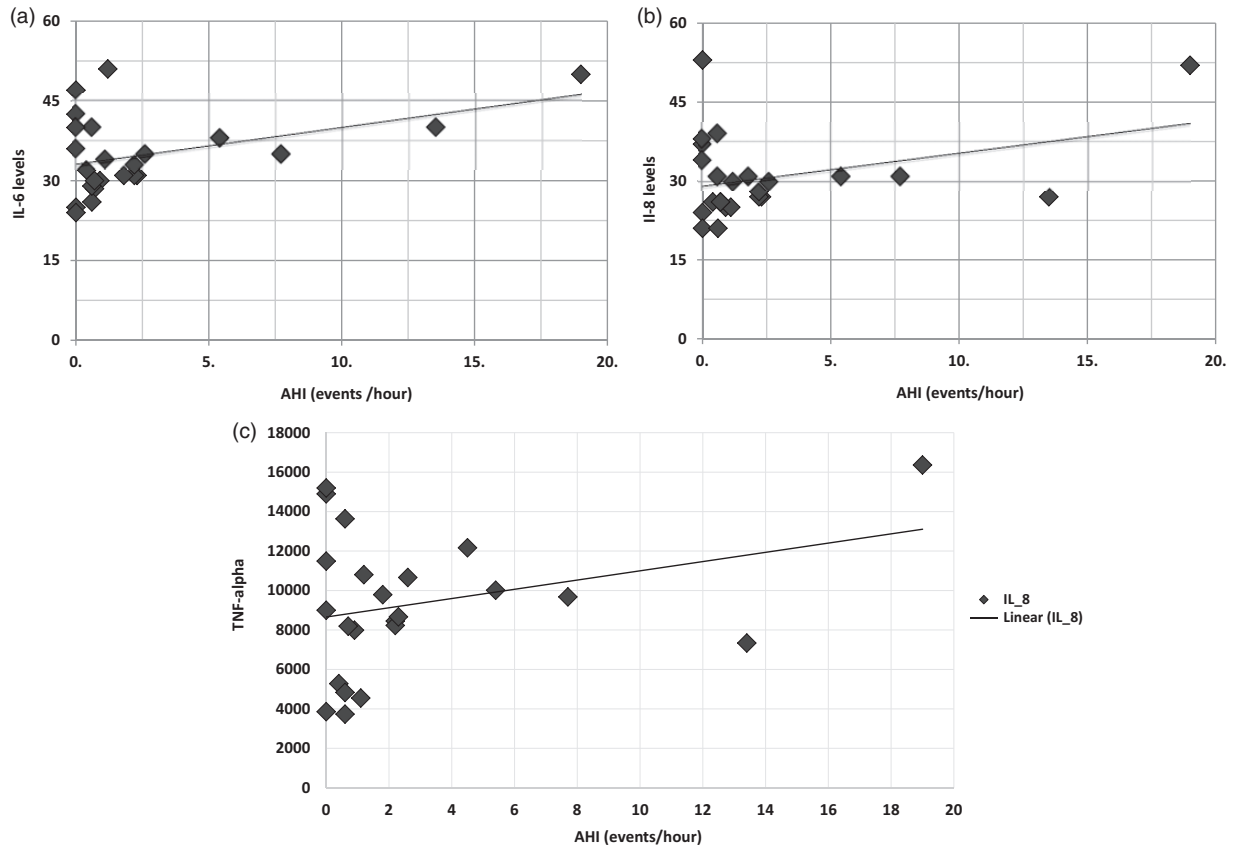 (a)
60
45
30
15
0
IL-6 levels
0. 5. 10. 15. 20.
AHI (events /hour)
(b)
60
45
30
15
0
Il-8 levels
0. 5. 10. 15. 20.
AHI (events/hour)
(c)
18000
16000
14000
12000
10000
8000
6000
4000
2000
0
TNF-alpha
0 2 4 6 8 10 12 14 16 18 20
AHI (events/hour)
IL_8
Linear (IL_8)